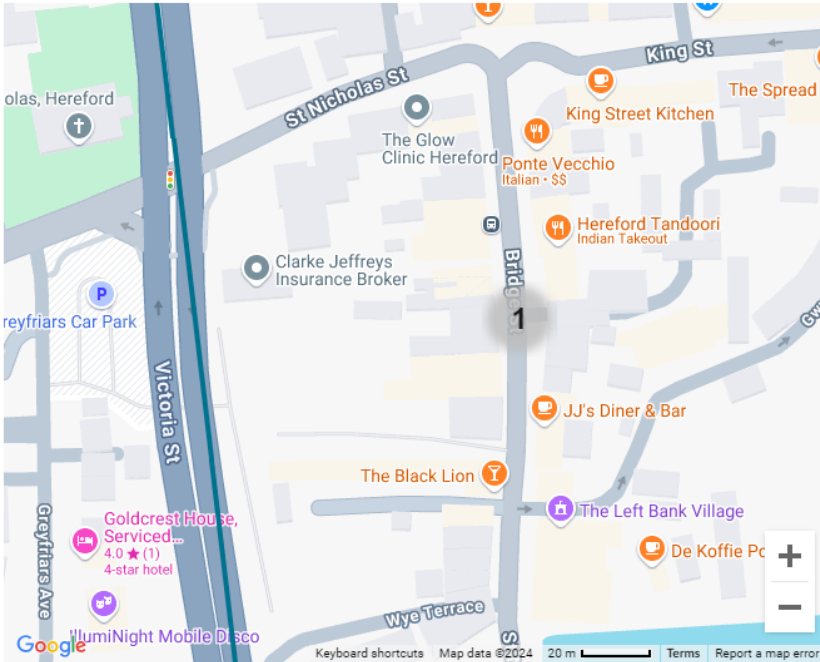 King St
olas, Hereford
St Nicholas St
The Spread
King Street Kitchen
The Glow
Clinic Hereford
Ponte Vecchio
Italian • $$
Hereford Tandoori
Indian Takeout
Clarke Jeffreys
Insurance Broker
Bridge St
P
reyfriars Car Park
1
Victoria St
JJ's Diner & Bar
The Black Lion
Greyfriars Ave
Goldcrest House,
Serviced...
4.0 ★ (1)
4-star hotel
The Left Bank Village
De Koffie Po
Wye Terrace
IllumiNight Mobile Disco
Google
Keyboard shortcuts
Map data ©2024
20 m
Terms
Report a map error